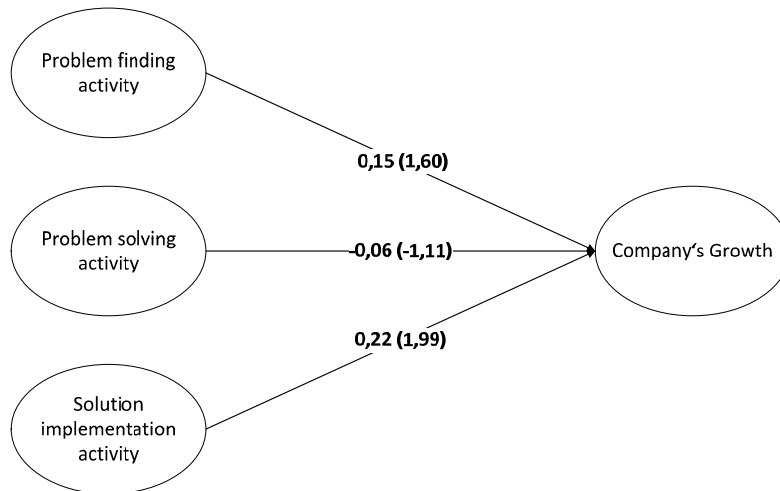 Problem finding
activity
0,15 (1,60)
Problem solving
activity
-0,06 (-1,11)
Company‘s Growth
0,22 (1,99)
Solution
implementation
activity